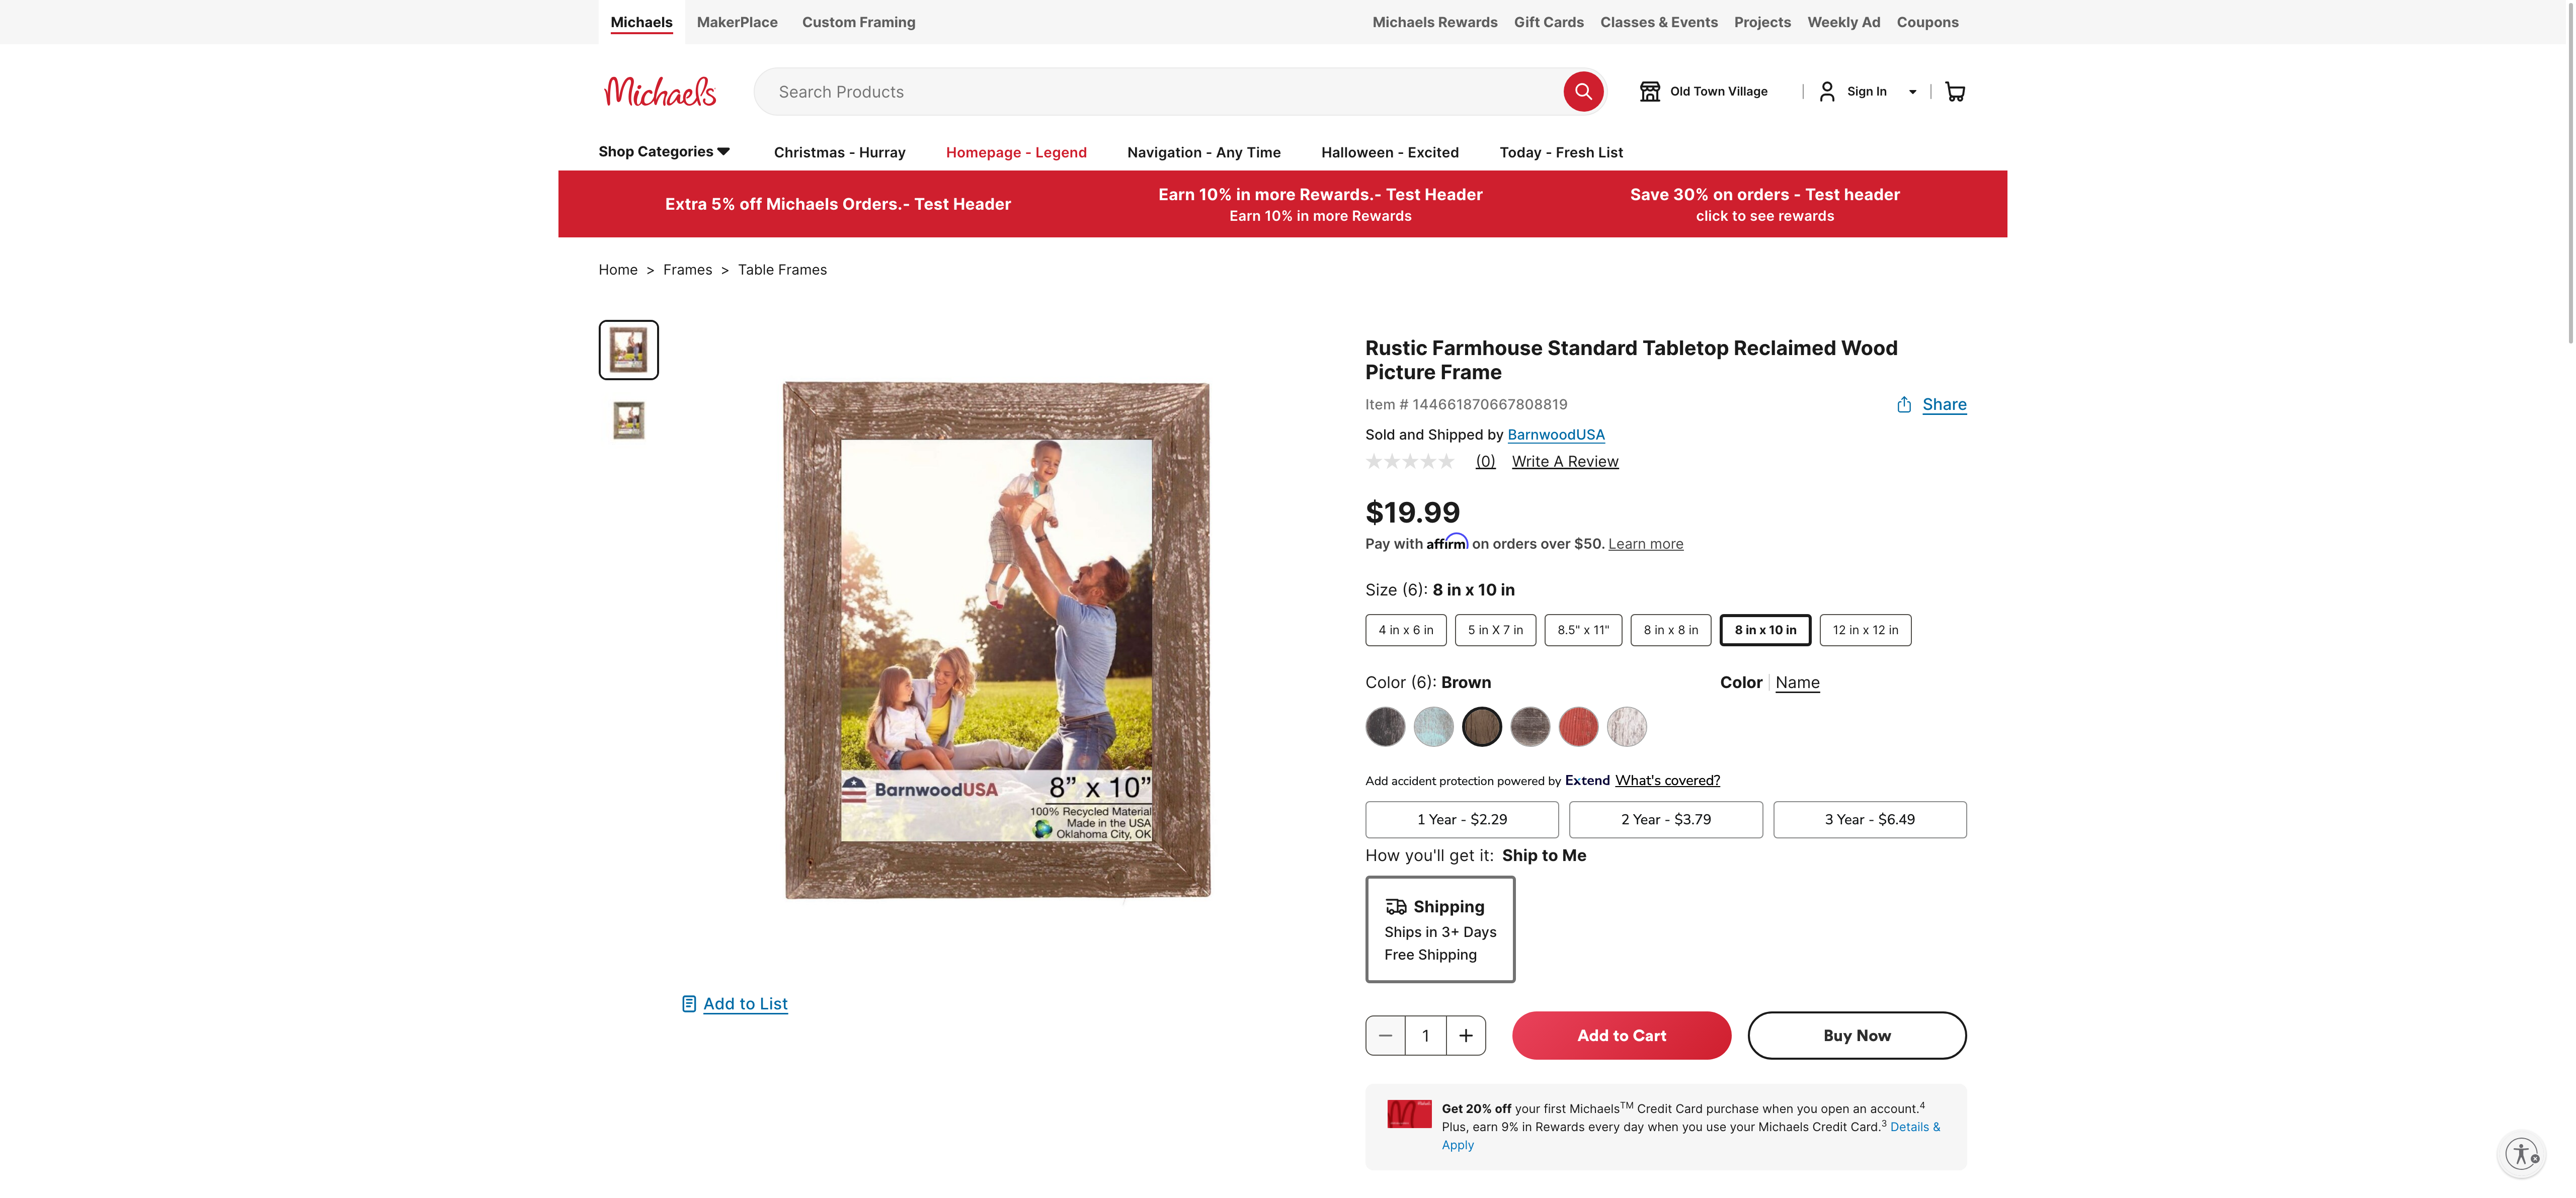 Michaels MakerPlace Custom Framing Michaels Rewards Gift Cards Classes & Events Projects Weekly Ad Coupons
Michaels Search Products Old Town Village | Sign In |
Shop Categories Christmas - Hurray Homepage - Legend Navigation - Any Time Halloween - Excited Today - Fresh List
Extra 5% off Michaels Orders.- Test Header
Earn 10% in more Rewards.- Test Header
Earn 10% in more Rewards
Save 30% on orders - Test header
click to see rewards
Home > Frames > Table Frames
BarnwoodUSA
8” x 10”
100% Recycled Material
Made in the USA
Oklahoma City, OK
Add to List
Rustic Farmhouse Standard Tabletop Reclaimed Wood
Picture Frame
Item # 144661870667808819 Share
Sold and Shipped by BarnwoodUSA
(0) Write A Review
$19.99
Pay with affirm on orders over $50. Learn more
Size (6): 8 in x 10 in
4 in x 6 in 5 in X 7 in 8.5" x 11" 8 in x 8 in 8 in x 10 in 12 in x 12 in
Color (6): Brown Color | Name
Add accident protection powered by Extend What's covered?
1 Year - $2.29 2 Year - $3.79 3 Year - $6.49
How you'll get it: Ship to Me
Shipping
Ships in 3+ Days
Free Shipping
1 Add to Cart Buy Now
Get 20% off your first Michaels™ Credit Card purchase when you open an account.⁴
Plus, earn 9% in Rewards every day when you use your Michaels Credit Card.³ Details &
Apply